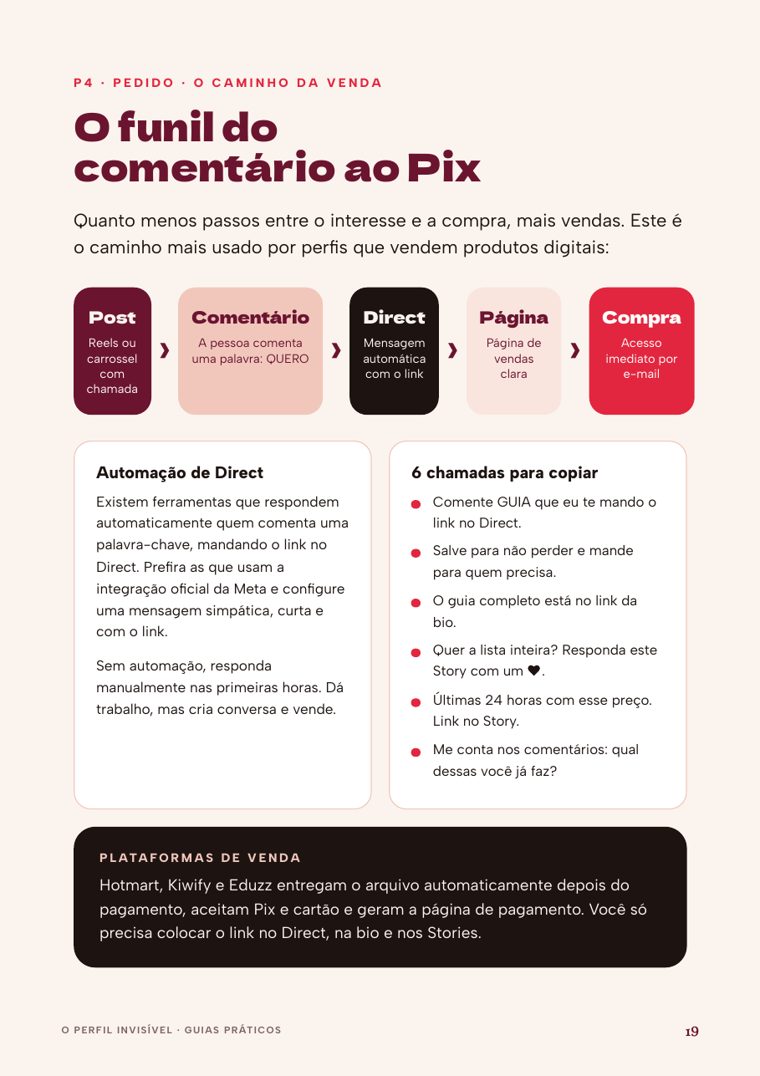 P4 · PEDIDO · O CAMINHO DA VENDA
O funil do
comentário ao Pix
Quanto menos passos entre o interesse e a compra, mais vendas. Este é
o caminho mais usado por perfis que vendem produtos digitais:
Post
Reels ou
carrossel
com
chamada
❯
Comentário
A pessoa comenta
uma palavra: QUERO
❯
Direct
Mensagem
automática
com o link
❯
Página
Página de
vendas
clara
❯
Compra
Acesso
imediato por
e-mail
Automação de Direct
Existem ferramentas que respondem
automaticamente quem comenta uma
palavra-chave, mandando o link no
Direct. Prefira as que usam a
integração oficial da Meta e configure
uma mensagem simpática, curta e
com o link.
Sem automação, responda
manualmente nas primeiras horas. Dá
trabalho, mas cria conversa e vende.
6 chamadas para copiar
Comente GUIA que eu te mando o
link no Direct.
Salve para não perder e mande
para quem precisa.
O guia completo está no link da
bio.
Quer a lista inteira? Responda este
Story com um ♥.
Últimas 24 horas com esse preço.
Link no Story.
Me conta nos comentários: qual
dessas você já faz?
PLATAFORMAS DE VENDA
Hotmart, Kiwify e Eduzz entregam o arquivo automaticamente depois do
pagamento, aceitam Pix e cartão e geram a página de pagamento. Você só
precisa colocar o link no Direct, na bio e nos Stories.
O PERFIL INVISÍVEL · GUIAS PRÁTICOS
19